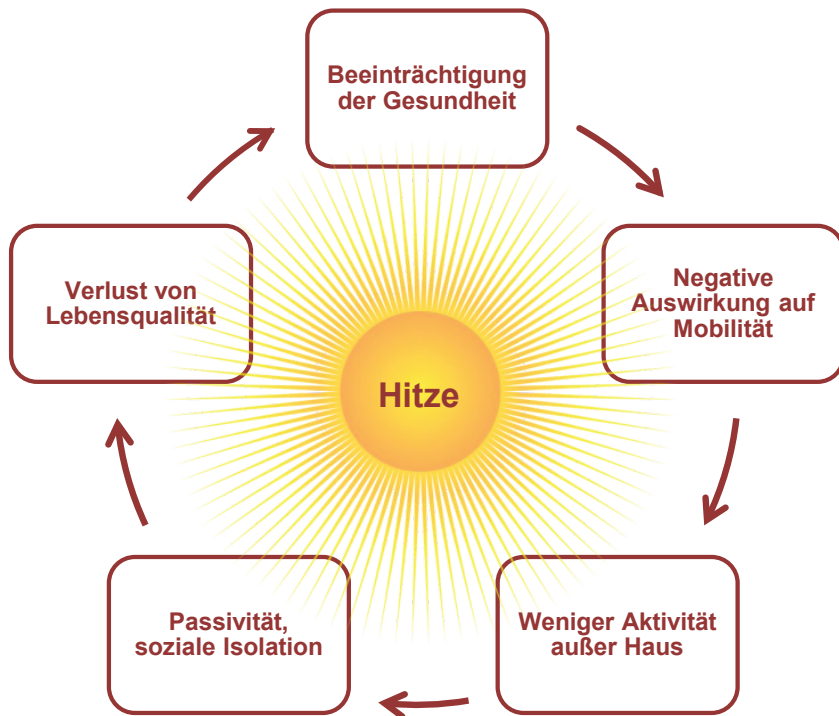 Beeinträchtigung
der Gesundheit
Negative
Auswirkung auf
Mobilität
Weniger Aktivität
außer Haus
Passivität,
soziale Isolation
Verlust von
Lebensqualität
Hitze